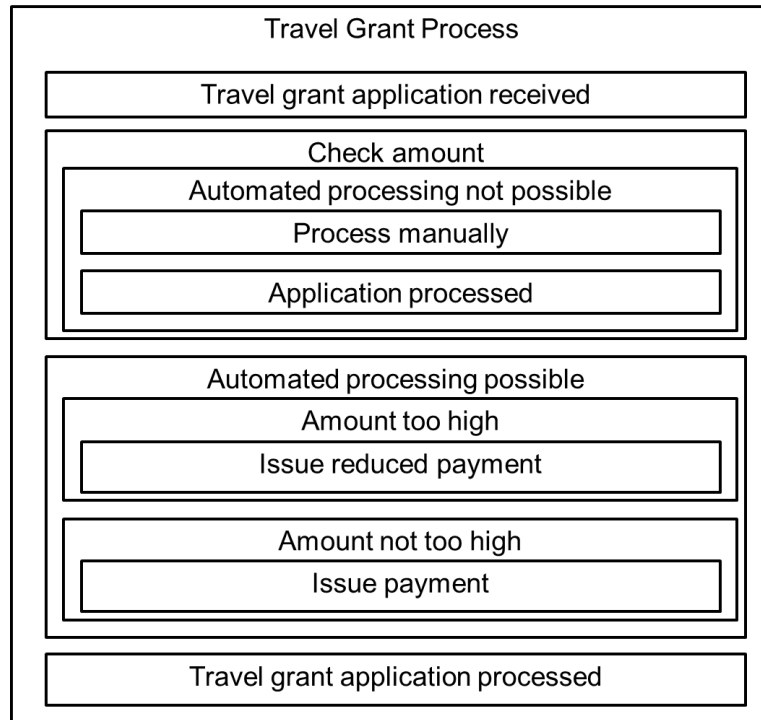 Travel Grant Process
Travel grant application received
Check amount
Automated processing not possible
Process manually
Application processed
Automated processing possible
Amount too high
Issue reduced payment
Amount not too high
Issue payment
Travel grant application processed